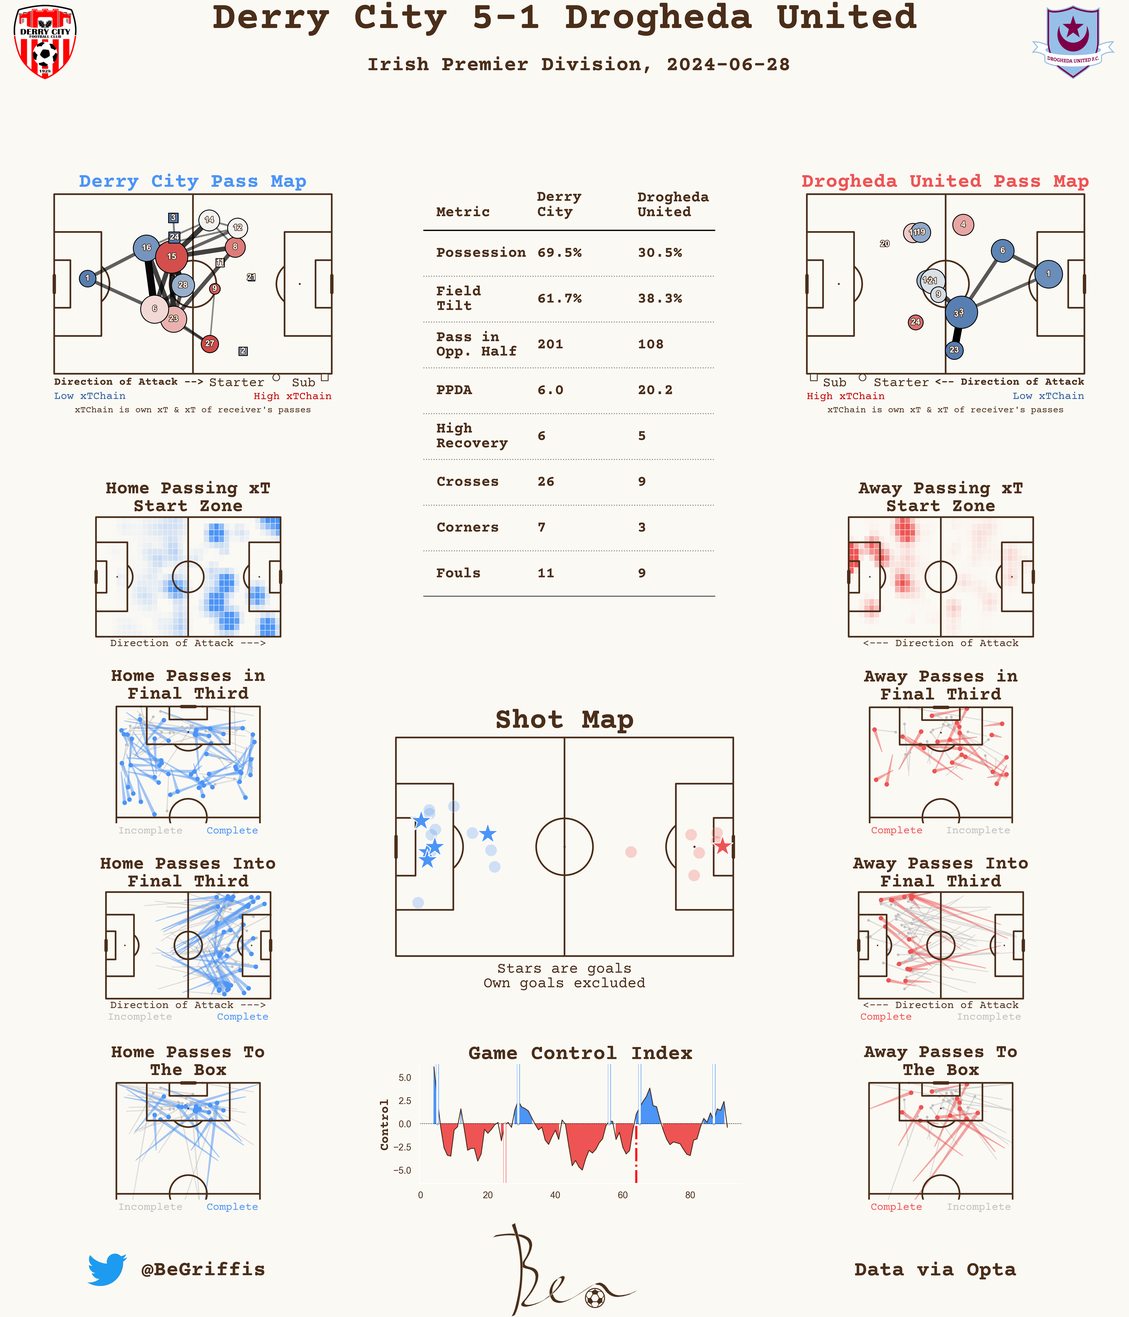 Derry City 5-1 Drogheda United
Irish Premier Division, 2024-06-28
DERRY CITY
FOOTBALL CLUB
1928
DROGHEDA UNITED F.C.
Derry City Pass Map
3
14
12
24
16
8
15
11
1
28
21
9
6
23
27
2
Direction of Attack --> Starter Sub
Low xTChain High xTChain
xTChain is own xT & xT of receiver's passes
Metric Derry City Drogheda United
Possession 69.5% 30.5%
Field Tilt 61.7% 38.3%
Pass in Opp. Half 201 108
PPDA 6.0 20.2
High Recovery 6 5
Crosses 26 9
Corners 7 3
Fouls 11 9
Drogheda United Pass Map
4
19
20
6
1
21
9
3
24
23
Sub Starter <-- Direction of Attack
High xTChain Low xTChain
xTChain is own xT & xT of receiver's passes
Home Passing xT
Start Zone
Direction of Attack --->
Away Passing xT
Start Zone
<--- Direction of Attack
Home Passes in
Final Third
Incomplete Complete
Away Passes in
Final Third
Complete Incomplete
Shot Map
Stars are goals
Own goals excluded
Home Passes Into
Final Third
Direction of Attack --->
Incomplete Complete
Away Passes Into
Final Third
<--- Direction of Attack
Complete Incomplete
Home Passes To
The Box
Incomplete Complete
Game Control Index
Control
5.0
2.5
0.0
−2.5
−5.0
0 20 40 60 80
Away Passes To
The Box
Complete Incomplete
@BeGriffis
Bea
Data via Opta